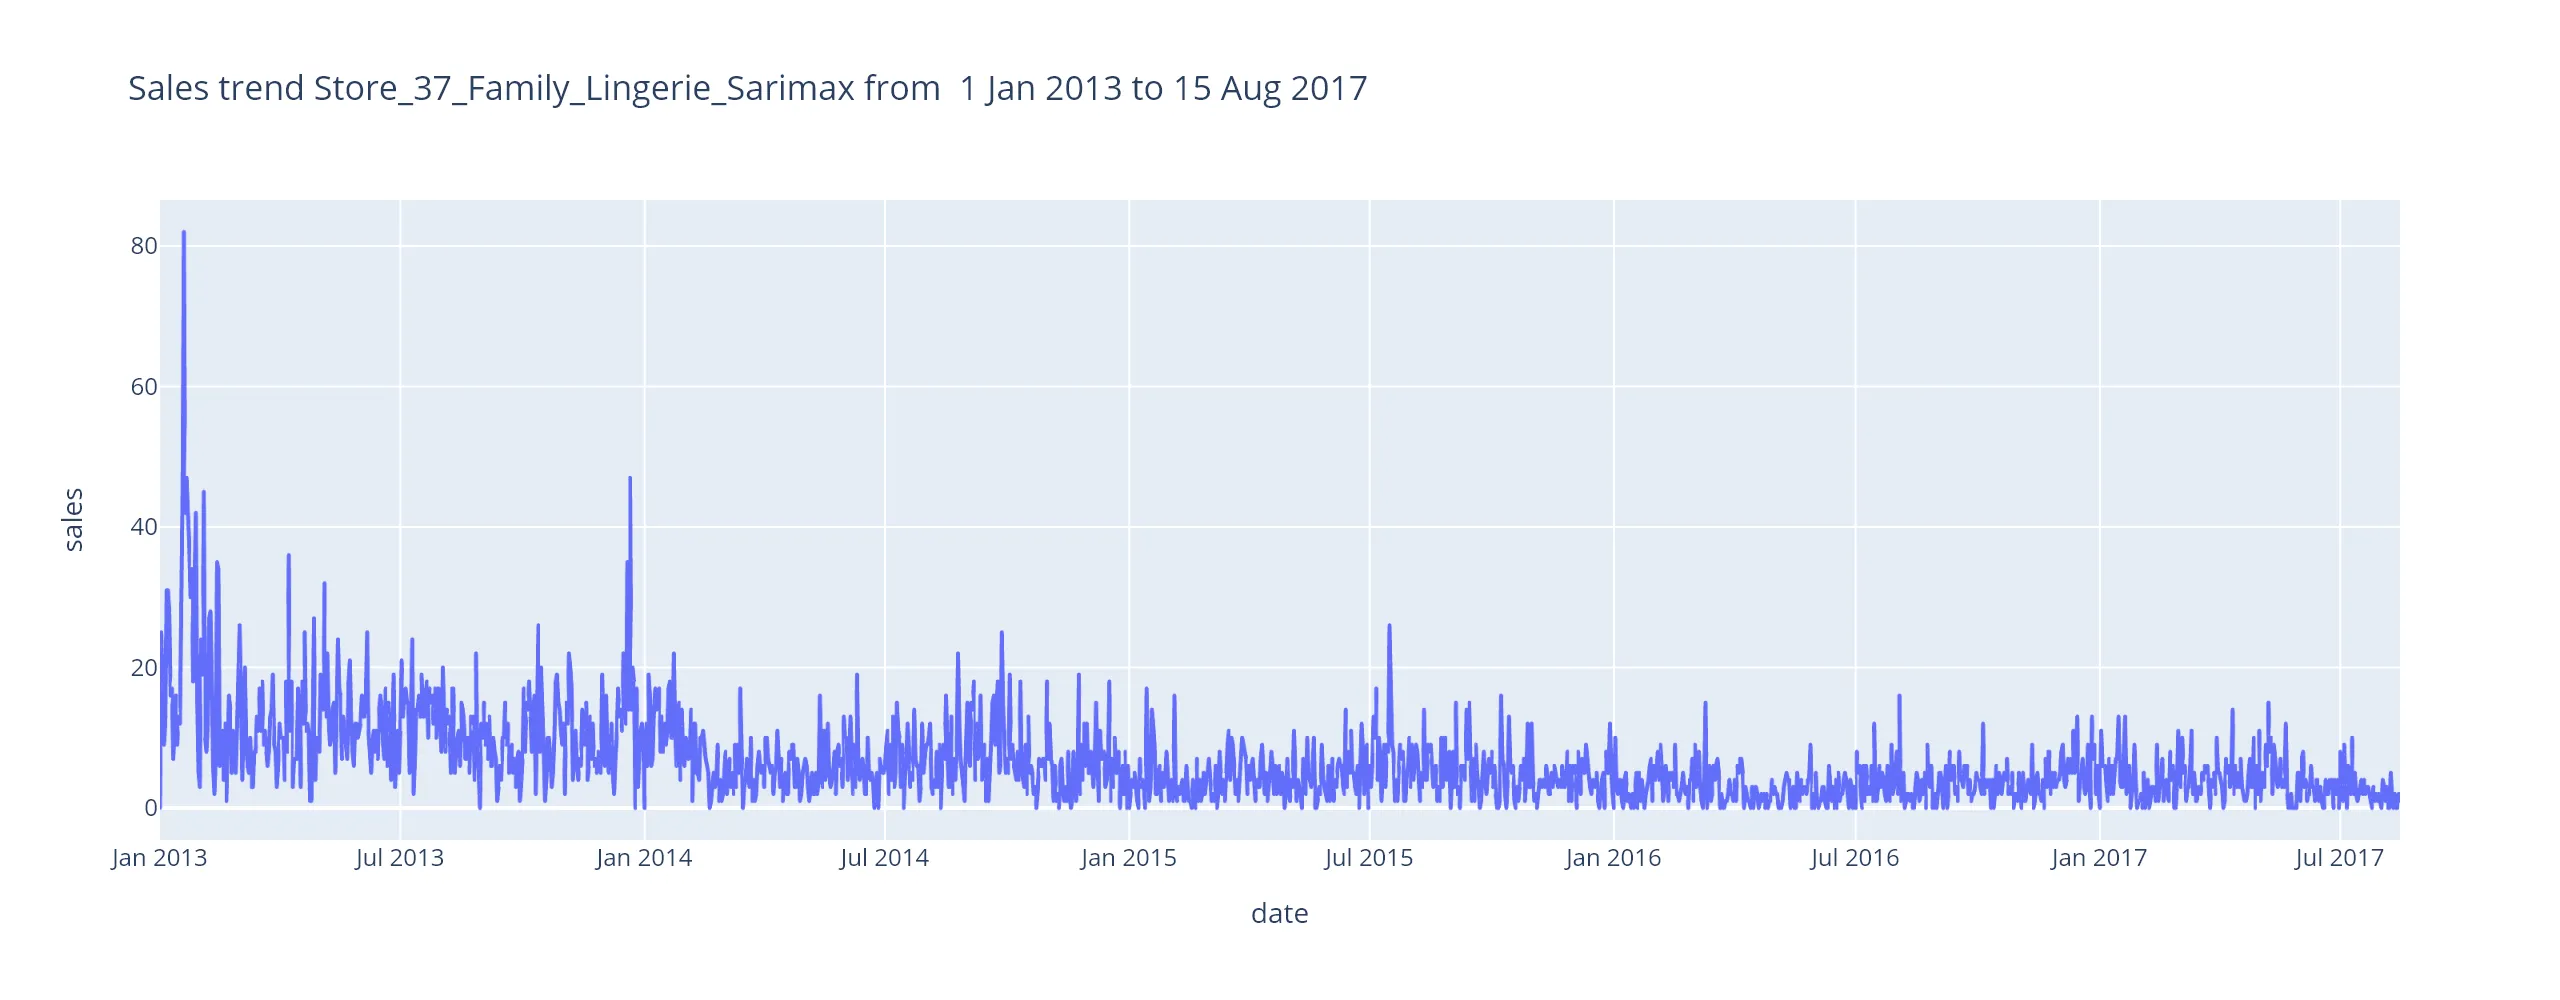 Sales trend Store_37_Family_Lingerie_Sarimax from  1 Jan 2013 to 15 Aug 2017
sales
80
60
40
20
0
Jan 2013 Jul 2013 Jan 2014 Jul 2014 Jan 2015 Jul 2015 Jan 2016 Jul 2016 Jan 2017 Jul 2017
date